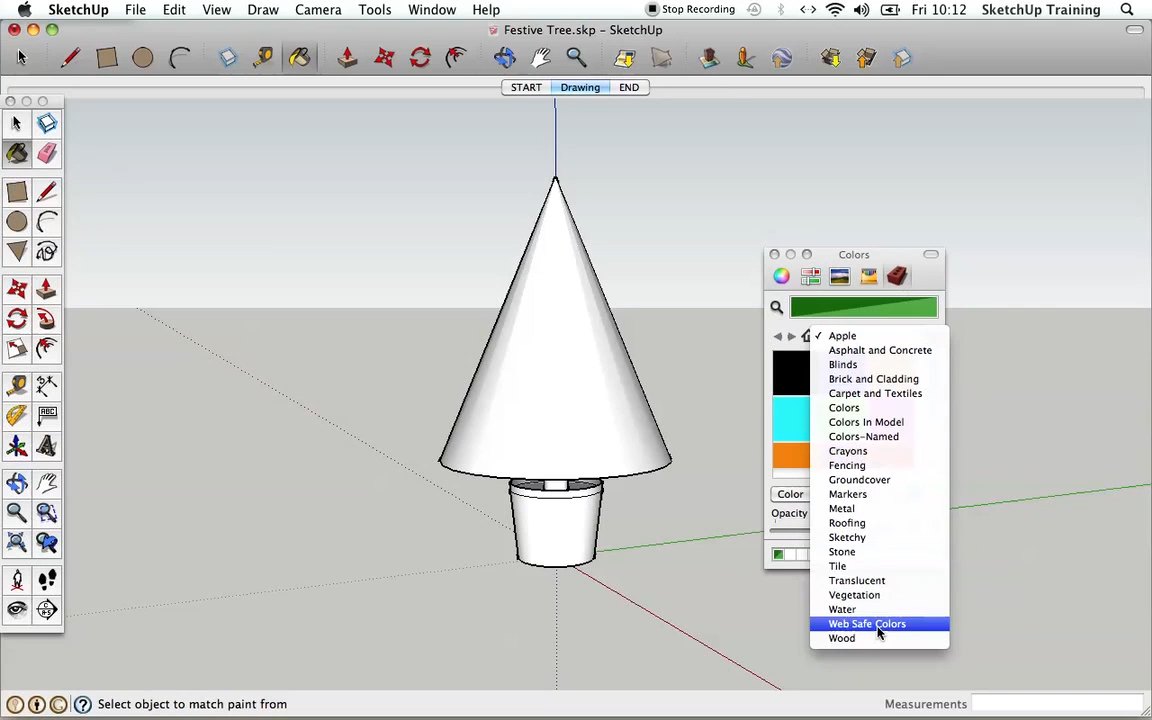 SketchUp File Edit View Draw Camera Tools Window Help Stop Recording Fri 10:12 SketchUp Training
Festive Tree.skp - SketchUp
START Drawing END
Colors
✓ Apple
Asphalt and Concrete
Blinds
Brick and Cladding
Carpet and Textiles
Colors
Colors In Model
Colors-Named
Crayons
Fencing
Groundcover
Markers
Color
Metal
Opacity
Roofing
Sketchy
Stone
Tile
Translucent
Vegetation
Water
Web Safe Colors
Wood
ABC
Select object to match paint from
Measurements